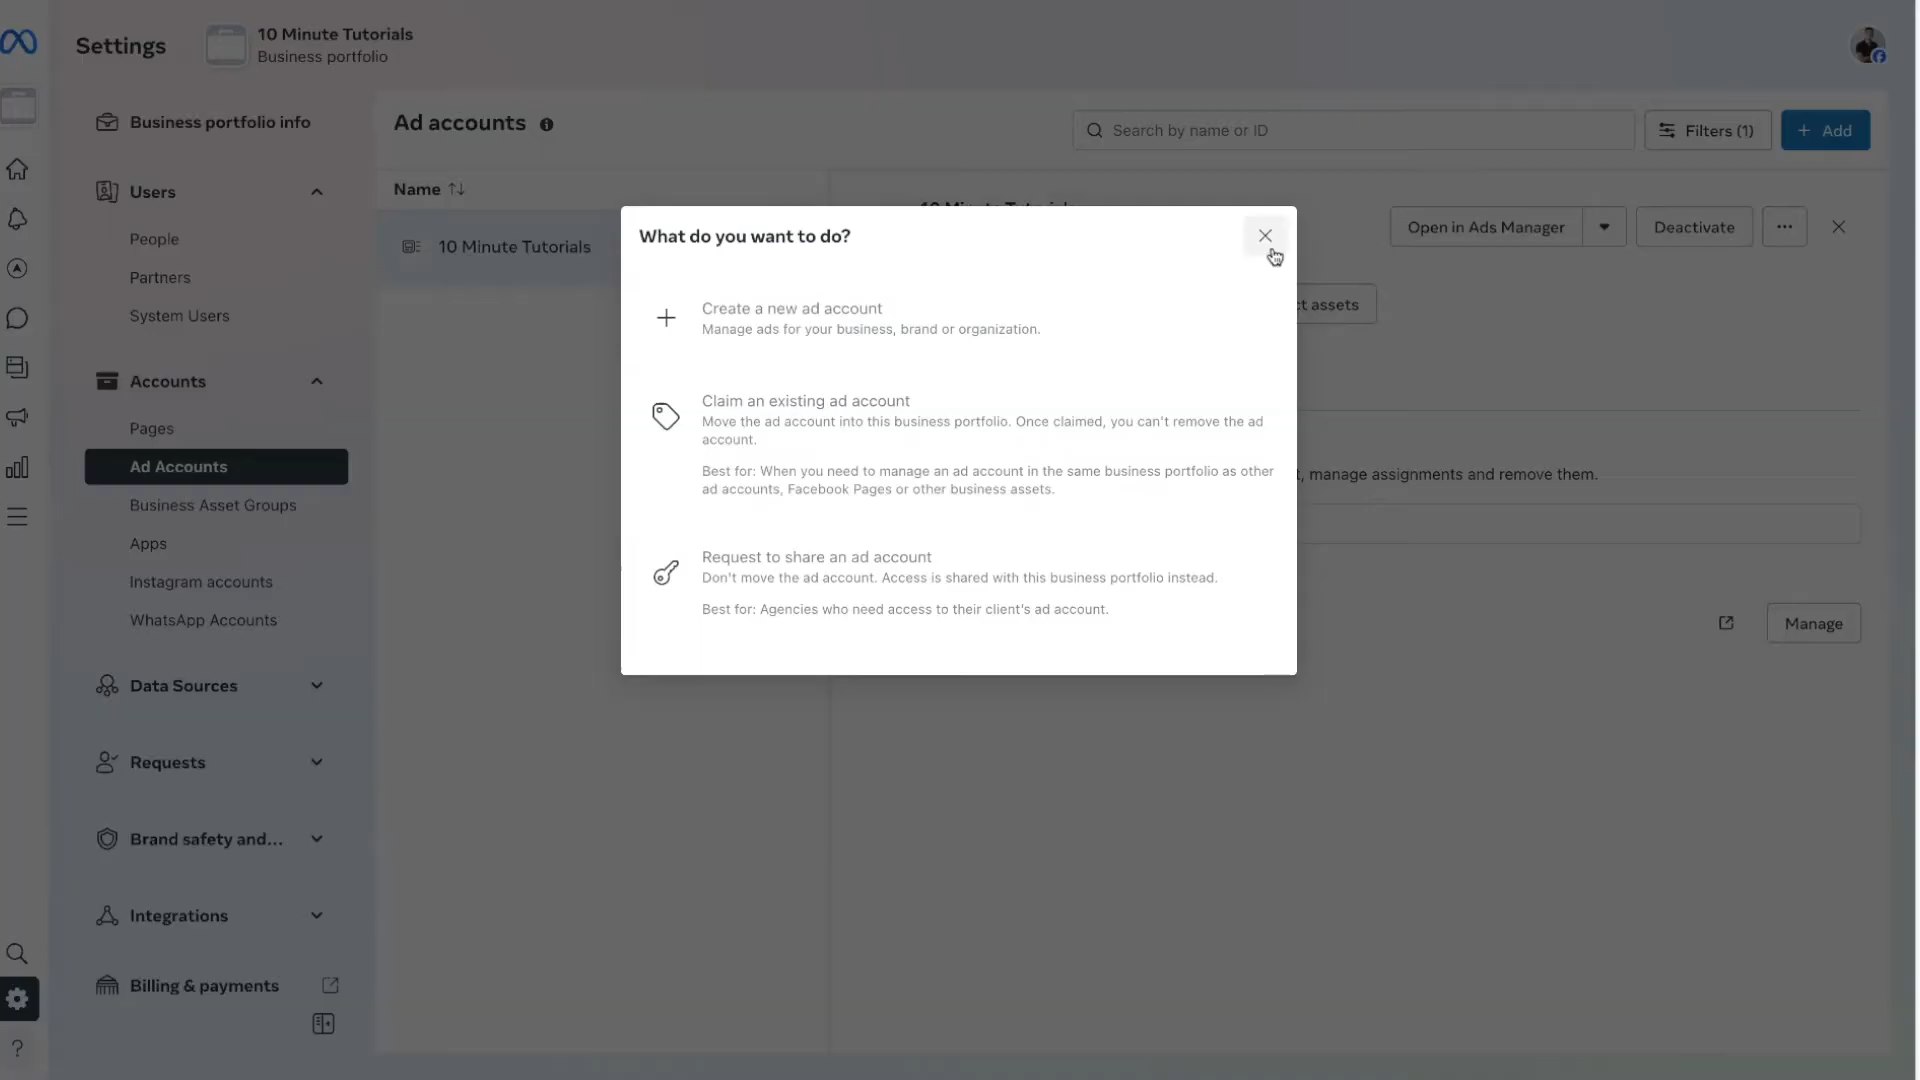 Settings
10 Minute Tutorials
Business portfolio
Business portfolio info
Users
People
Partners
System Users
Accounts
Pages
Ad Accounts
Business Asset Groups
Apps
Instagram accounts
WhatsApp Accounts
Data Sources
Requests
Brand safety and...
Integrations
Billing & payments
?
Ad accounts
Search by name or ID
Filters (1)
+ Add
Name
10 Minute Tutorials
10 Minute Tutorials
Open in Ads Manager
Deactivate
...
ct assets
, manage assignments and remove them.
Manage
What do you want to do?
Create a new ad account
Manage ads for your business, brand or organization.
Claim an existing ad account
Move the ad account into this business portfolio. Once claimed, you can't remove the ad
account.
Best for: When you need to manage an ad account in the same business portfolio as other
ad accounts, Facebook Pages or other business assets.
Request to share an ad account
Don't move the ad account. Access is shared with this business portfolio instead.
Best for: Agencies who need access to their client's ad account.